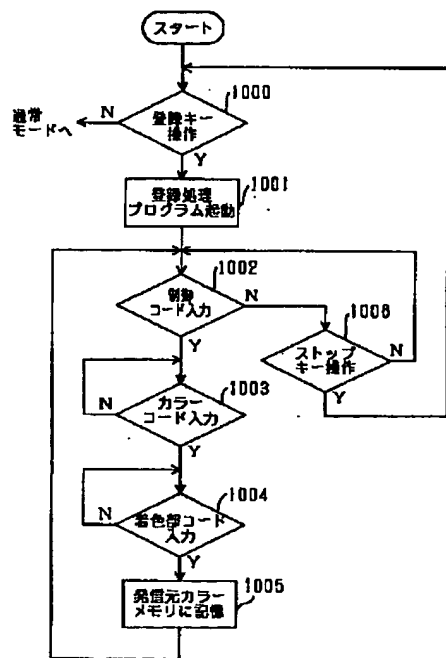 スタート
1000
登録キー
操作
N
通常
モードへ
Y
1001
登録処理
プログラム起動
1002
制御
コード入力
N
Y
1006
ストップ
キー操作
N
Y
1003
カラー
コード入力
N
Y
1004
着色部コード
入力
N
Y
1005
発信元カラー
メモリに記憶